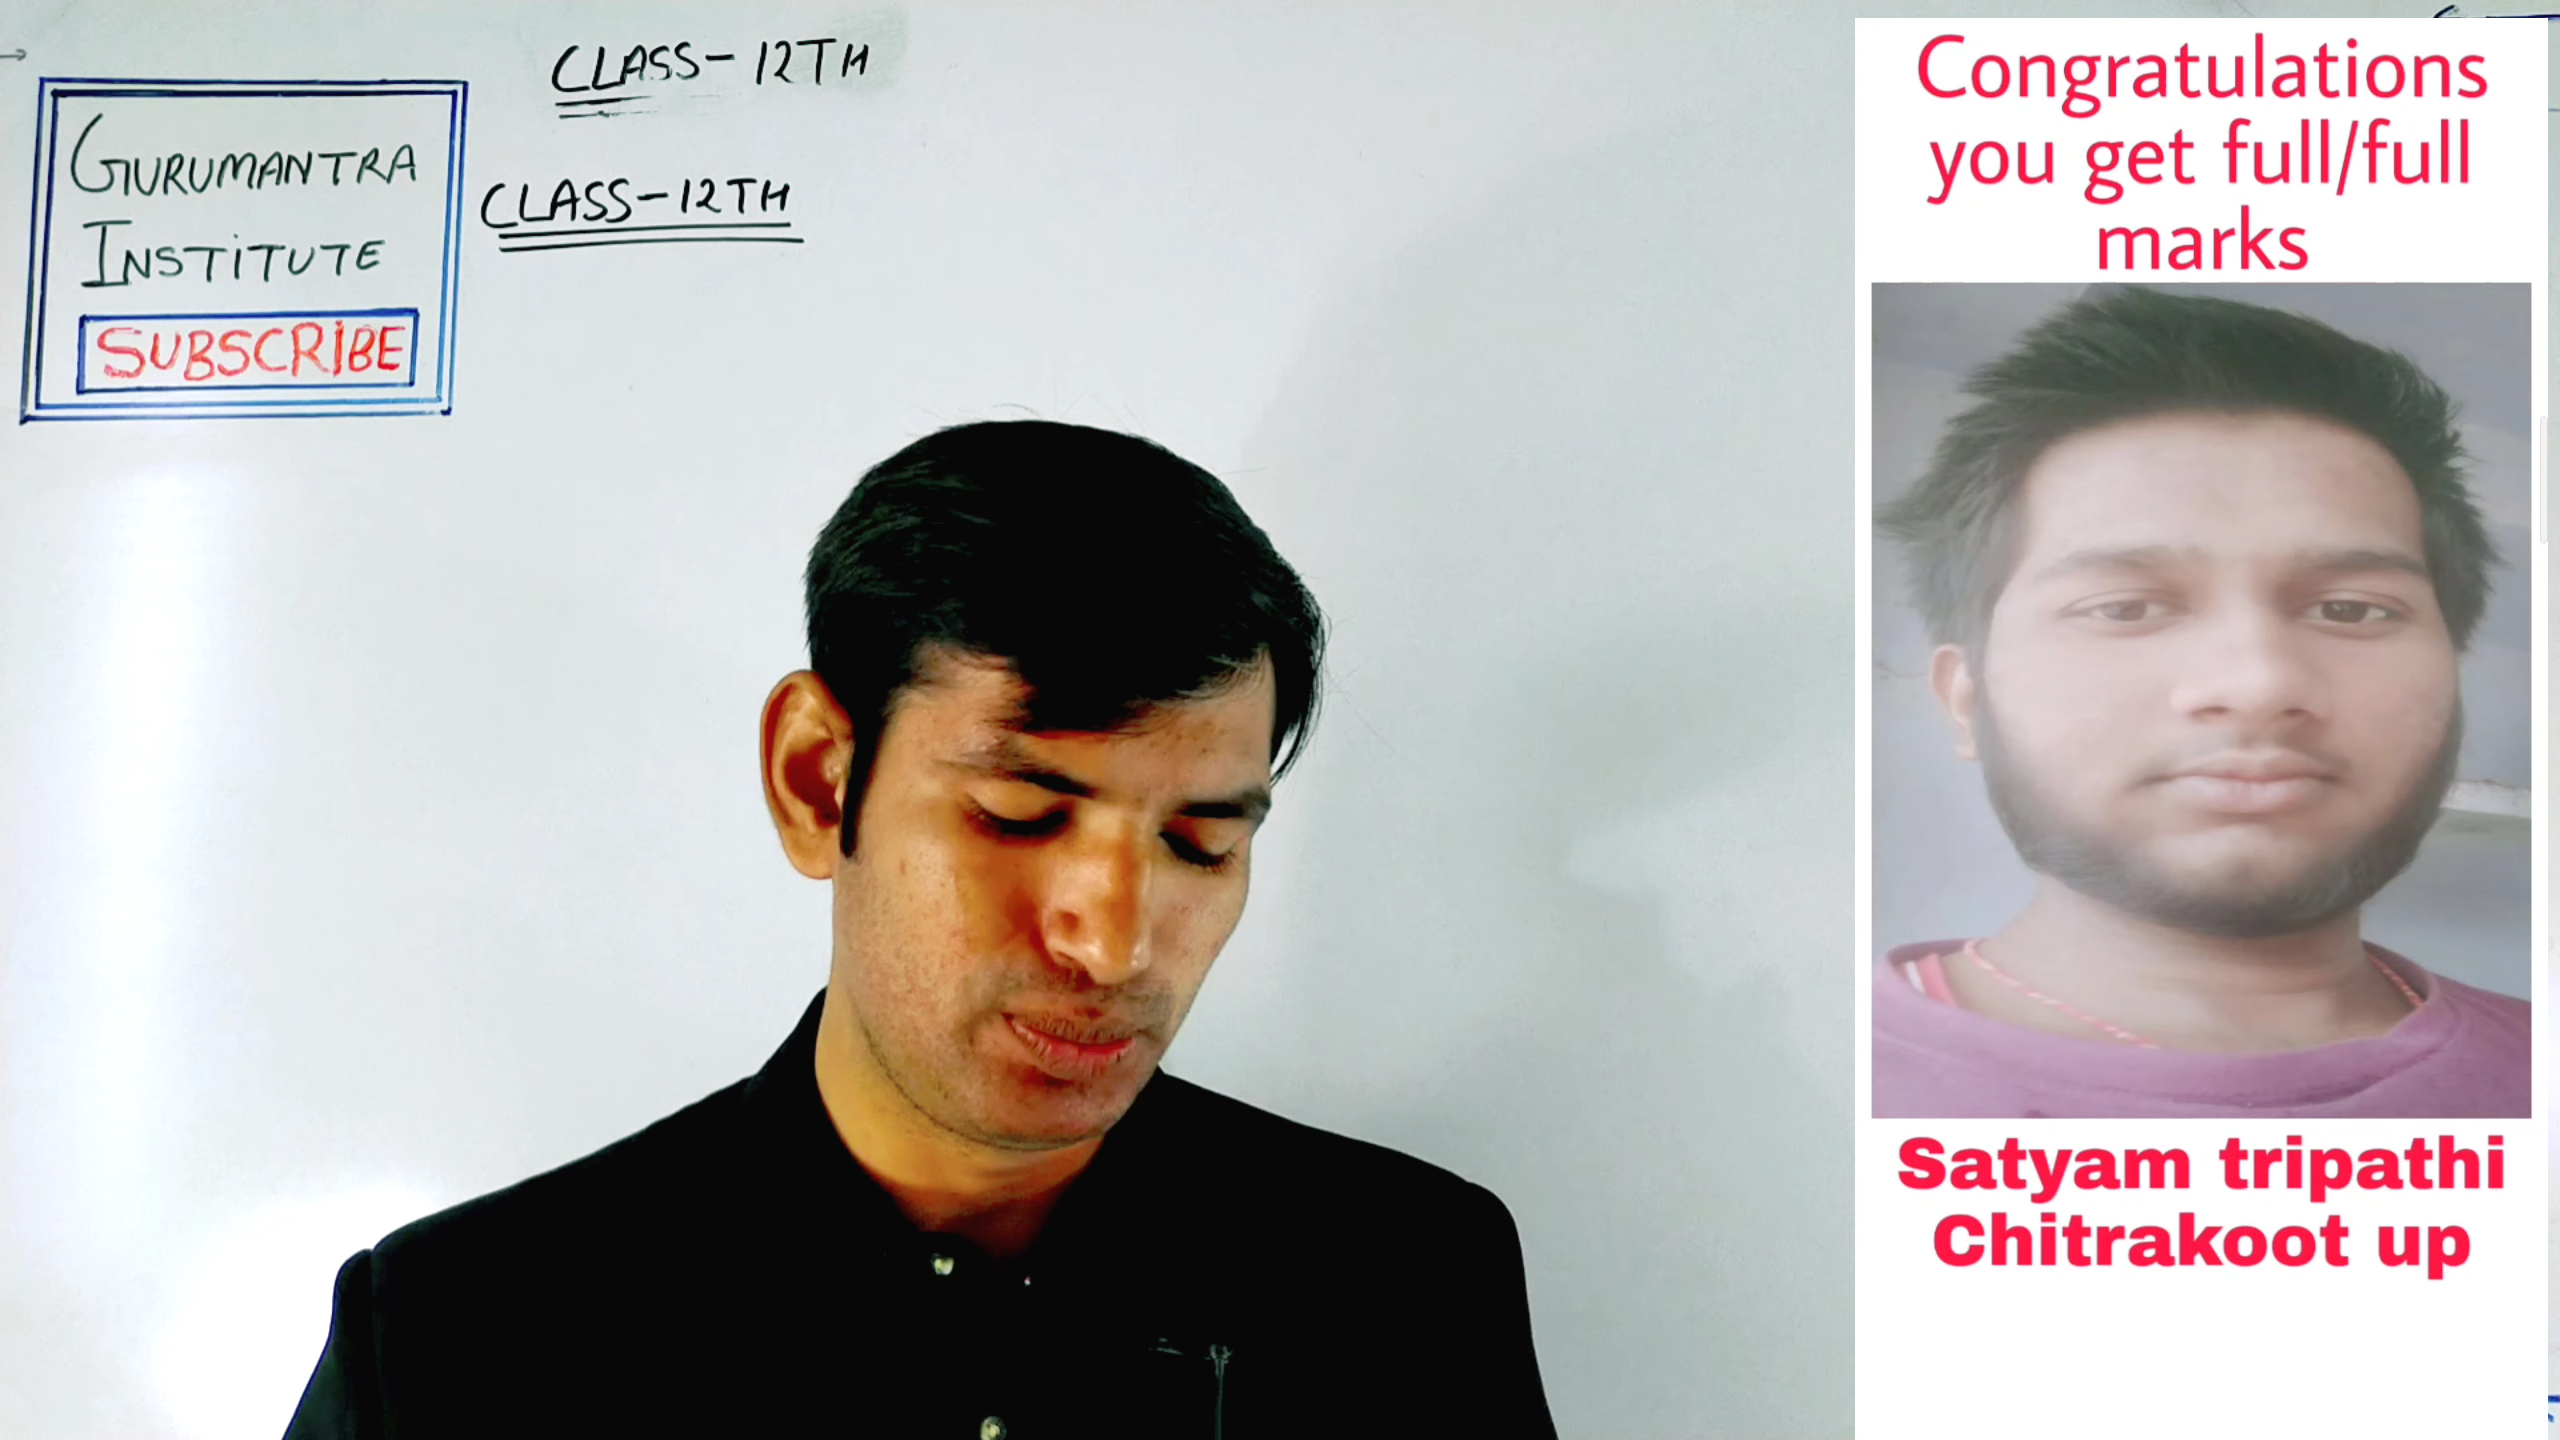 CLASS-12TH
GURUMANTRA
INSTITUTE
SUBSCRIBE
CLASS-12TH
Congratulations
you get full/full
marks
Satyam tripathi
Chitrakoot up